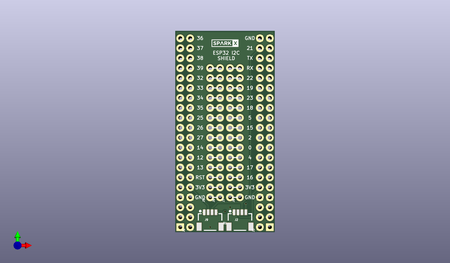 36 GND
37 SPARK X 21
38 ESP32 I2C TX
39 SHIELD RX
32 22
33 19
34 23
35 18
25 5
26 15
27 2
14 0
12 4
13 17
RST 16
3V3 3V3
GND GND